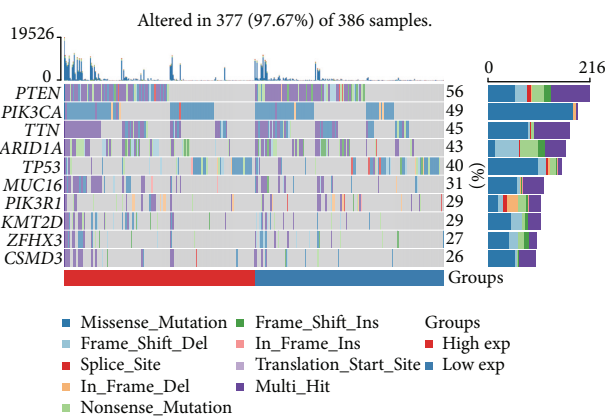 Altered in 377 (97.67%) of 386 samples.
19526
0
0 216
PTEN 56
PIK3CA 49
TTN 45
ARID1A 43
TP53 40
MUC16 31
PIK3R1 29
KMT2D 29
ZFHX3 27
CSMD3 26
(%)
Groups
Missense_Mutation Frame_Shift_Ins Groups
Frame_Shift_Del In_Frame_Ins High exp
Splice_Site Translation_Start_Site Low exp
In_Frame_Del Multi_Hit
Nonsense_Mutation